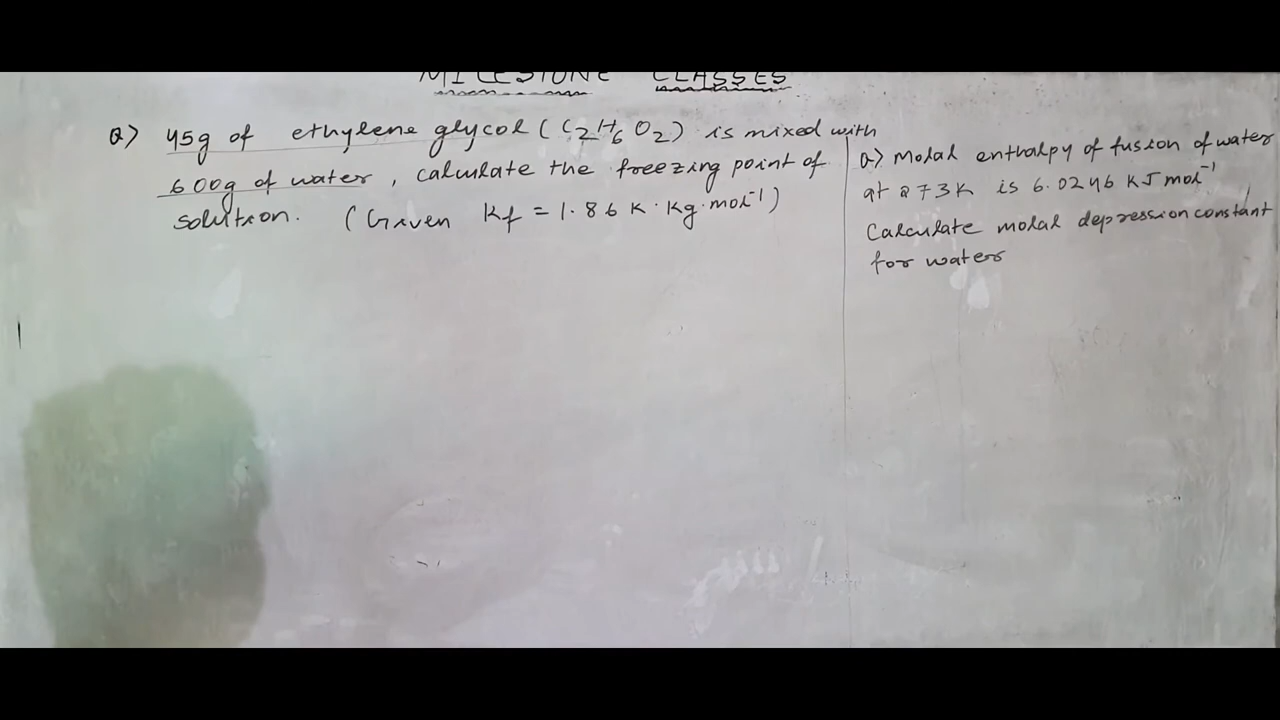 MILESTONE CLASSES
Q> 45g of ethylene glycol (C2H6O2) is mixed with
600g of water, calculate the freezing point of
solution. (Given Kf = 1.86 K·Kg·mol⁻¹)
Q> Molal enthalpy of fusion of water
at 273K is 6.0246 KJ mol⁻¹
Calculate molal depression constant
for water